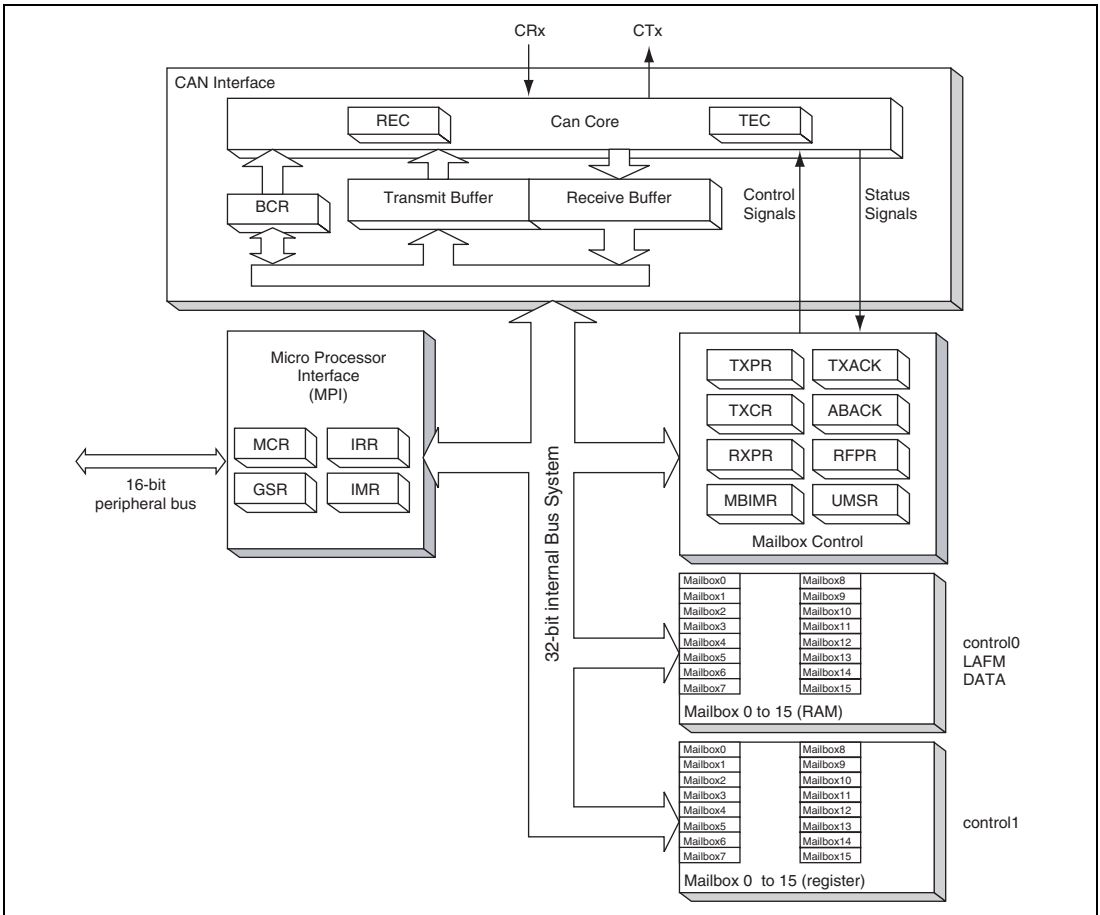 CRx
CTx
CAN Interface
REC
Can Core
TEC
BCR
Transmit Buffer
Receive Buffer
Control
Signals
Status
Signals
Micro Processor
Interface
(MPI)
MCR
IRR
GSR
IMR
16-bit
peripheral bus
32-bit internal Bus System
TXPR
TXACK
TXCR
ABACK
RXPR
RFPR
MBIMR
UMSR
Mailbox Control
Mailbox0
Mailbox1
Mailbox2
Mailbox3
Mailbox4
Mailbox5
Mailbox6
Mailbox7
Mailbox8
Mailbox9
Mailbox10
Mailbox11
Mailbox12
Mailbox13
Mailbox14
Mailbox15
Mailbox 0 to 15 (RAM)
control0
LAFM
DATA
Mailbox0
Mailbox1
Mailbox2
Mailbox3
Mailbox4
Mailbox5
Mailbox6
Mailbox7
Mailbox8
Mailbox9
Mailbox10
Mailbox11
Mailbox12
Mailbox13
Mailbox14
Mailbox15
Mailbox 0 to 15 (register)
control1